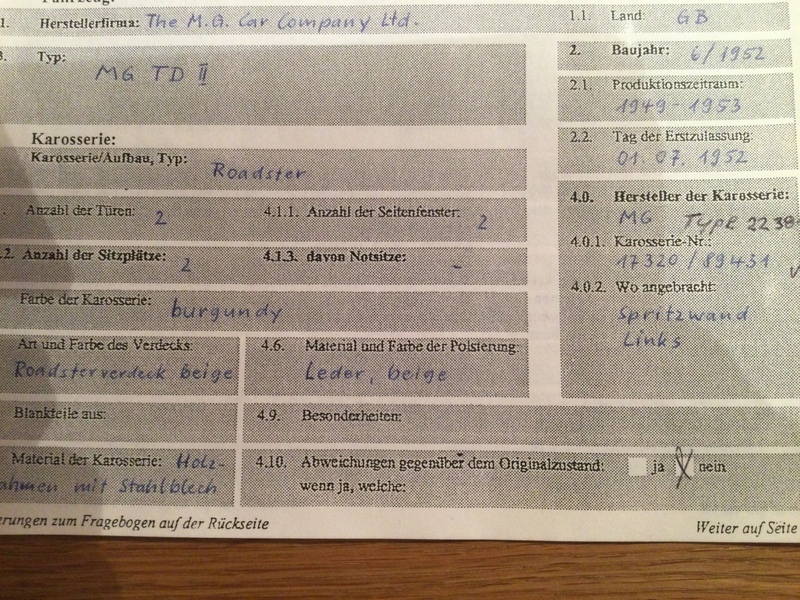 1. Herstellerfirma: The M.G. Car Company Ltd.
1.1. Land: GB
3. Typ: MG TD II
2. Baujahr: 6/1952
2.1. Produktionszeitraum:
1949-1953
2.2. Tag der Erstzulassung:
01.07.1952
Karosserie:
Karosserie/Aufbau, Typ: Roadster
Anzahl der Türen: 2
4.1.1. Anzahl der Seitenfenster: 2
.2. Anzahl der Sitzplätze: 2
4.1.3. davon Notsitze: -
Farbe der Karosserie: burgundy
4.0. Hersteller der Karosserie:
MG TYPE 2238
4.0.1. Karosserie-Nr.:
17320 / 89431
4.0.2. Wo angebracht:
Spritzwand
Links
Art und Farbe des Verdecks:
Roadsterverdeck beige
4.6. Material und Farbe der Polsterung:
Leder, beige
Blankteile aus:
4.9. Besonderheiten:
Material der Karosserie: Holz-
ahmen mit Stahlblech
4.10. Abweichungen gegenüber dem Originalzustand: ja nein
wenn ja, welche:
erungen zum Fragebogen auf der Rückseite
Weiter auf Seite